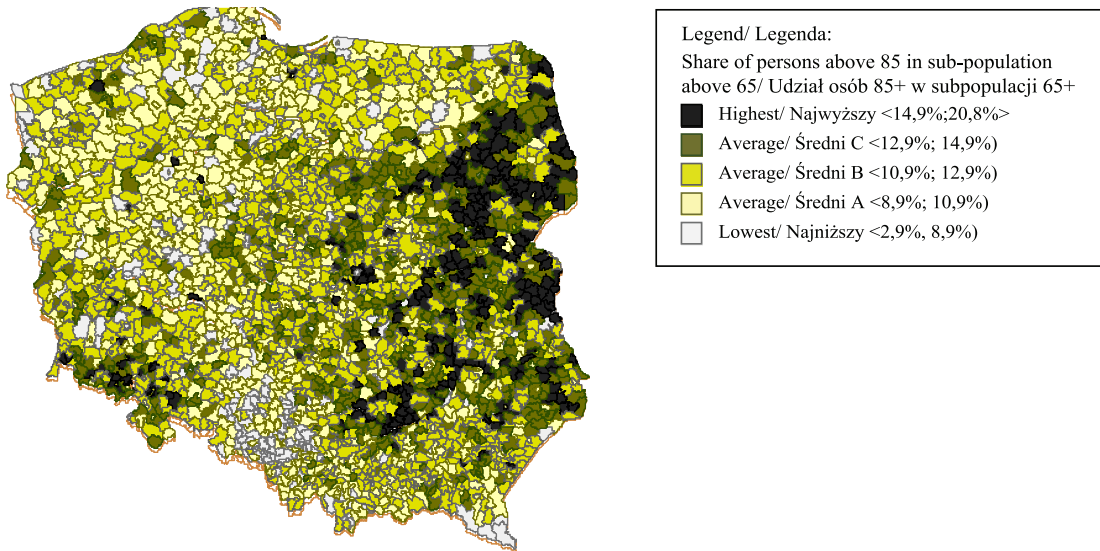 Legend/ Legenda:
Share of persons above 85 in sub-population
above 65/ Udział osób 85+ w subpopulacji 65+
Highest/ Najwyższy <14,9%;20,8%>
Average/ Średni C <12,9%; 14,9%)
Average/ Średni B <10,9%; 12,9%)
Average/ Średni A <8,9%; 10,9%)
Lowest/ Najniższy <2,9%, 8,9%)